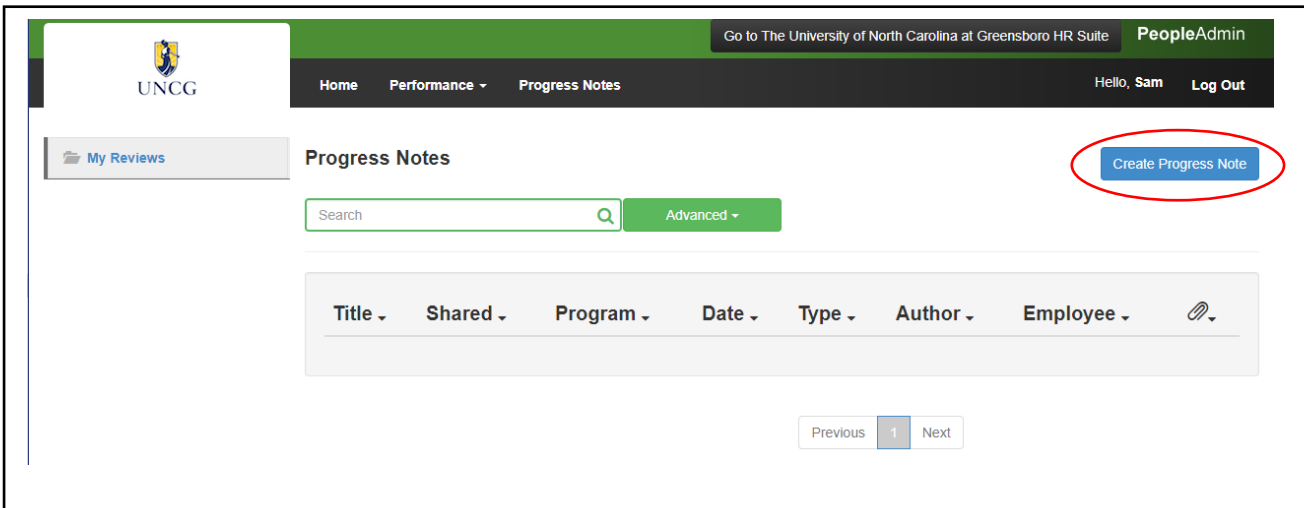 Go to The University of North Carolina at Greensboro HR Suite PeopleAdmin
UNCG
Home Performance Progress Notes Hello, Sam Log Out
My Reviews
Progress Notes
Create Progress Note
Search Advanced
Title Shared Program Date Type Author Employee
Previous 1 Next